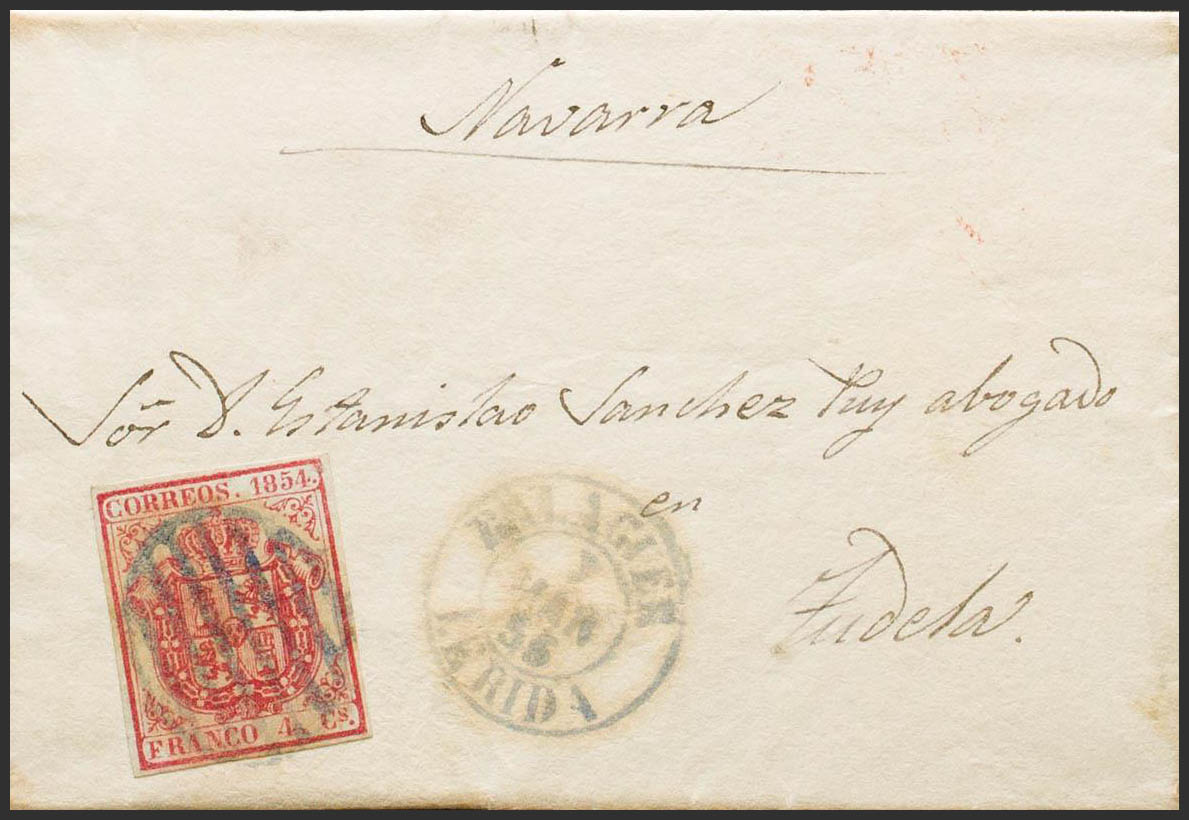 Navarra
Sor D. Estanislao Sanchez Puy abogado
en
Tudela.
CORREOS. 1854.
FRANCO 4 Cs.
BALAGUER
LERIDA